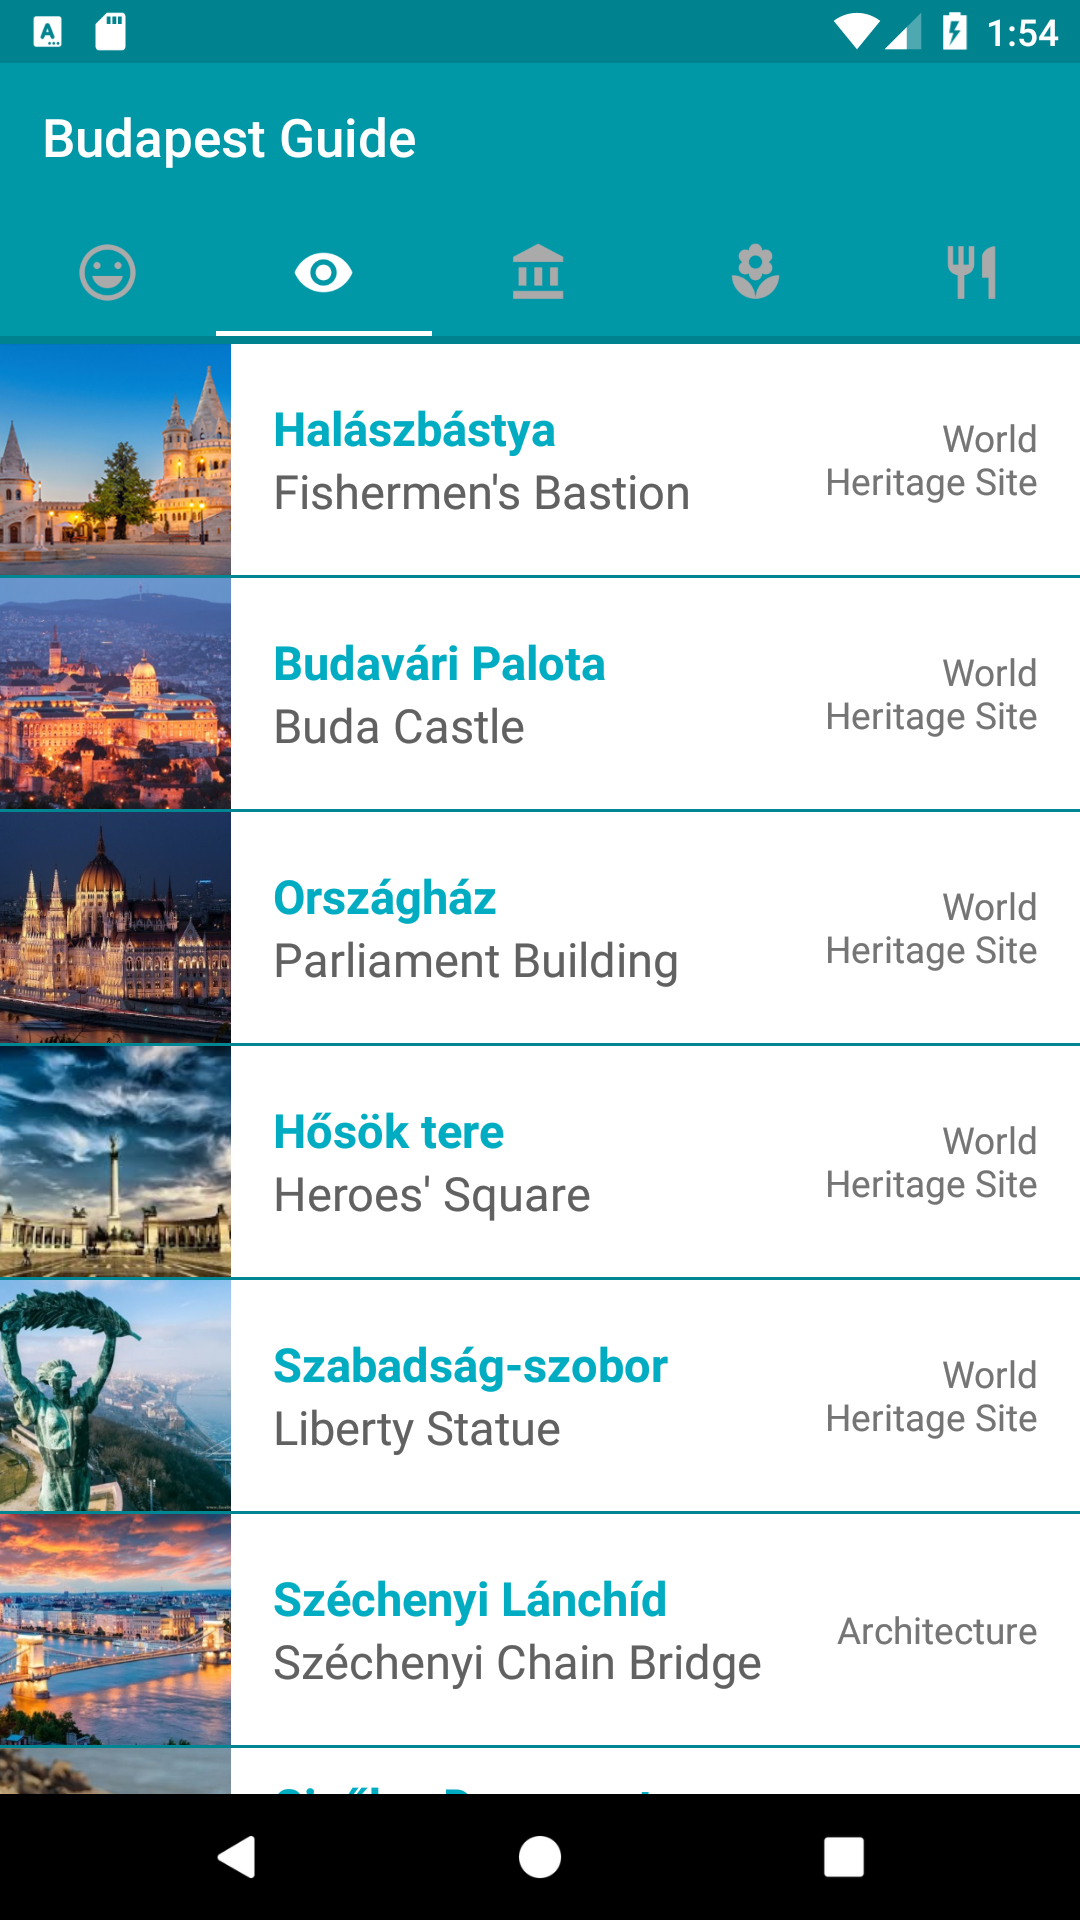 1:54
Budapest Guide
Halászbástya
Fishermen's Bastion
World
Heritage Site
Budavári Palota
Buda Castle
World
Heritage Site
Országház
Parliament Building
World
Heritage Site
Hősök tere
Heroes' Square
World
Heritage Site
Szabadság-szobor
Liberty Statue
World
Heritage Site
Széchenyi Lánchíd
Széchenyi Chain Bridge
Architecture